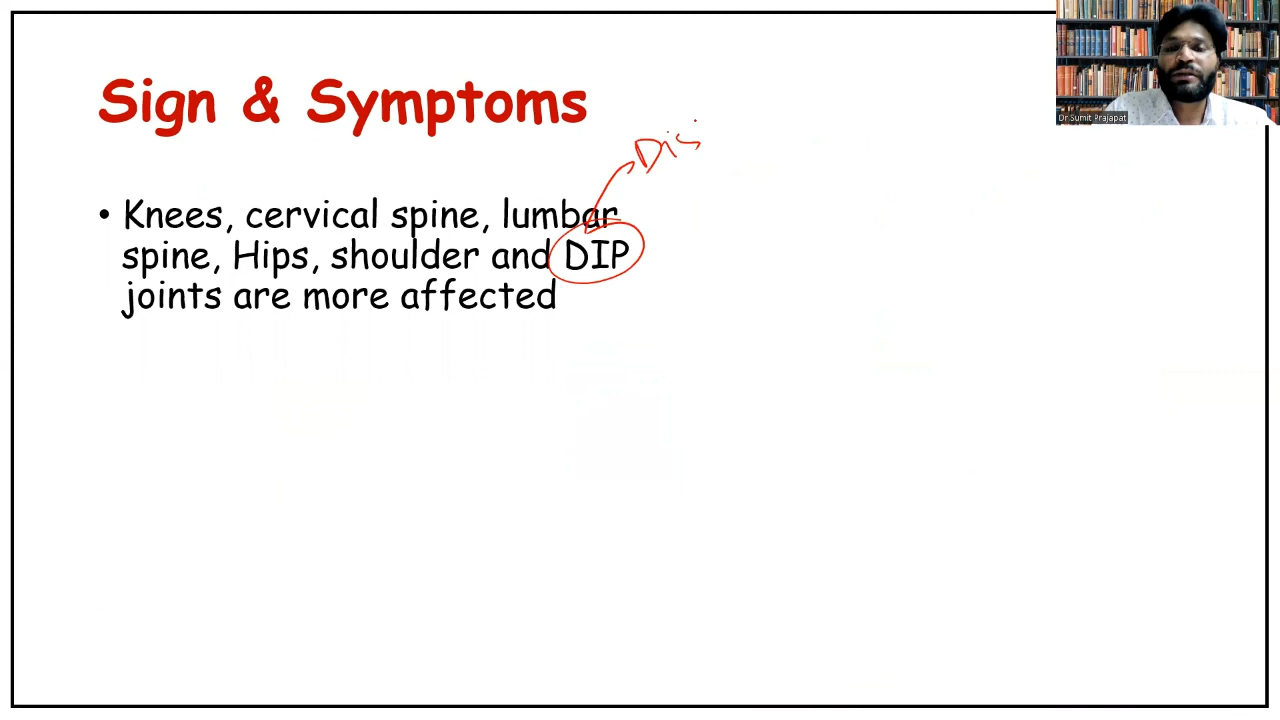 Sign & Symptoms
Dis
• Knees, cervical spine, lumbar
spine, Hips, shoulder and DIP
joints are more affected
Dr.Sumit Prajapat